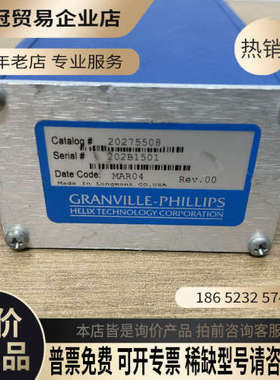 冠贸易企业店
热销
年老店 专业服务
Catalog # 20275508
Serial # 202B1501
Date Code: MAR04 Rev.00
Made in Longmont CO.USA
GRANVILLE-PHILLIPS
HELIX TECHNOLOGY CORPORATION
186 5232 574
价
品
本店皆是询价产品 拍前咨询客服
普票免费 可开专票 稀缺型号请咨